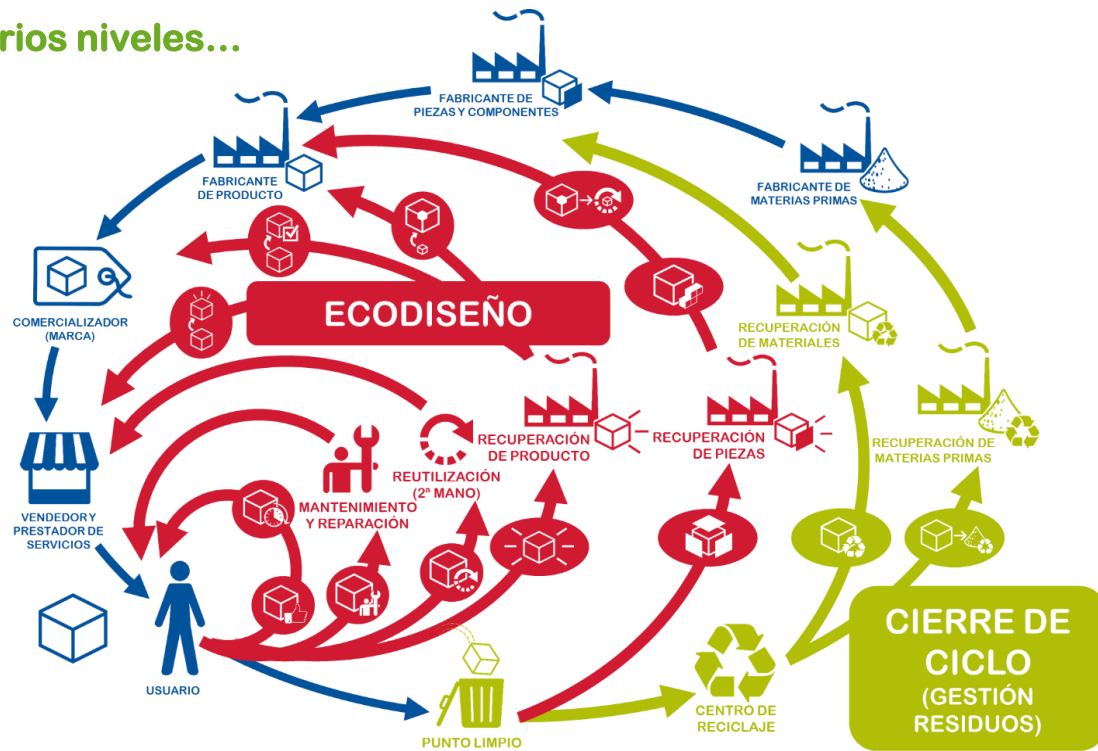 rios niveles...
FABRICANTE DE
PIEZAS Y COMPONENTES
FABRICANTE
DE PRODUCTO
FABRICANTE DE
MATERIAS PRIMAS
ECODISEÑO
COMERCIALIZADOR
(MARCA)
RECUPERACIÓN
DE MATERIALES
RECUPERACIÓN
DE PRODUCTO
RECUPERACIÓN
DE PIEZAS
RECUPERACIÓN DE
MATERIAS PRIMAS
REUTILIZACIÓN
(2ª MANO)
MANTENIMIENTO
Y REPARACIÓN
VENDEDOR Y
PRESTADOR DE
SERVICIOS
USUARIO
PUNTO LIMPIO
CENTRO DE
RECICLAJE
CIERRE DE
CICLO
(GESTIÓN
RESIDUOS)